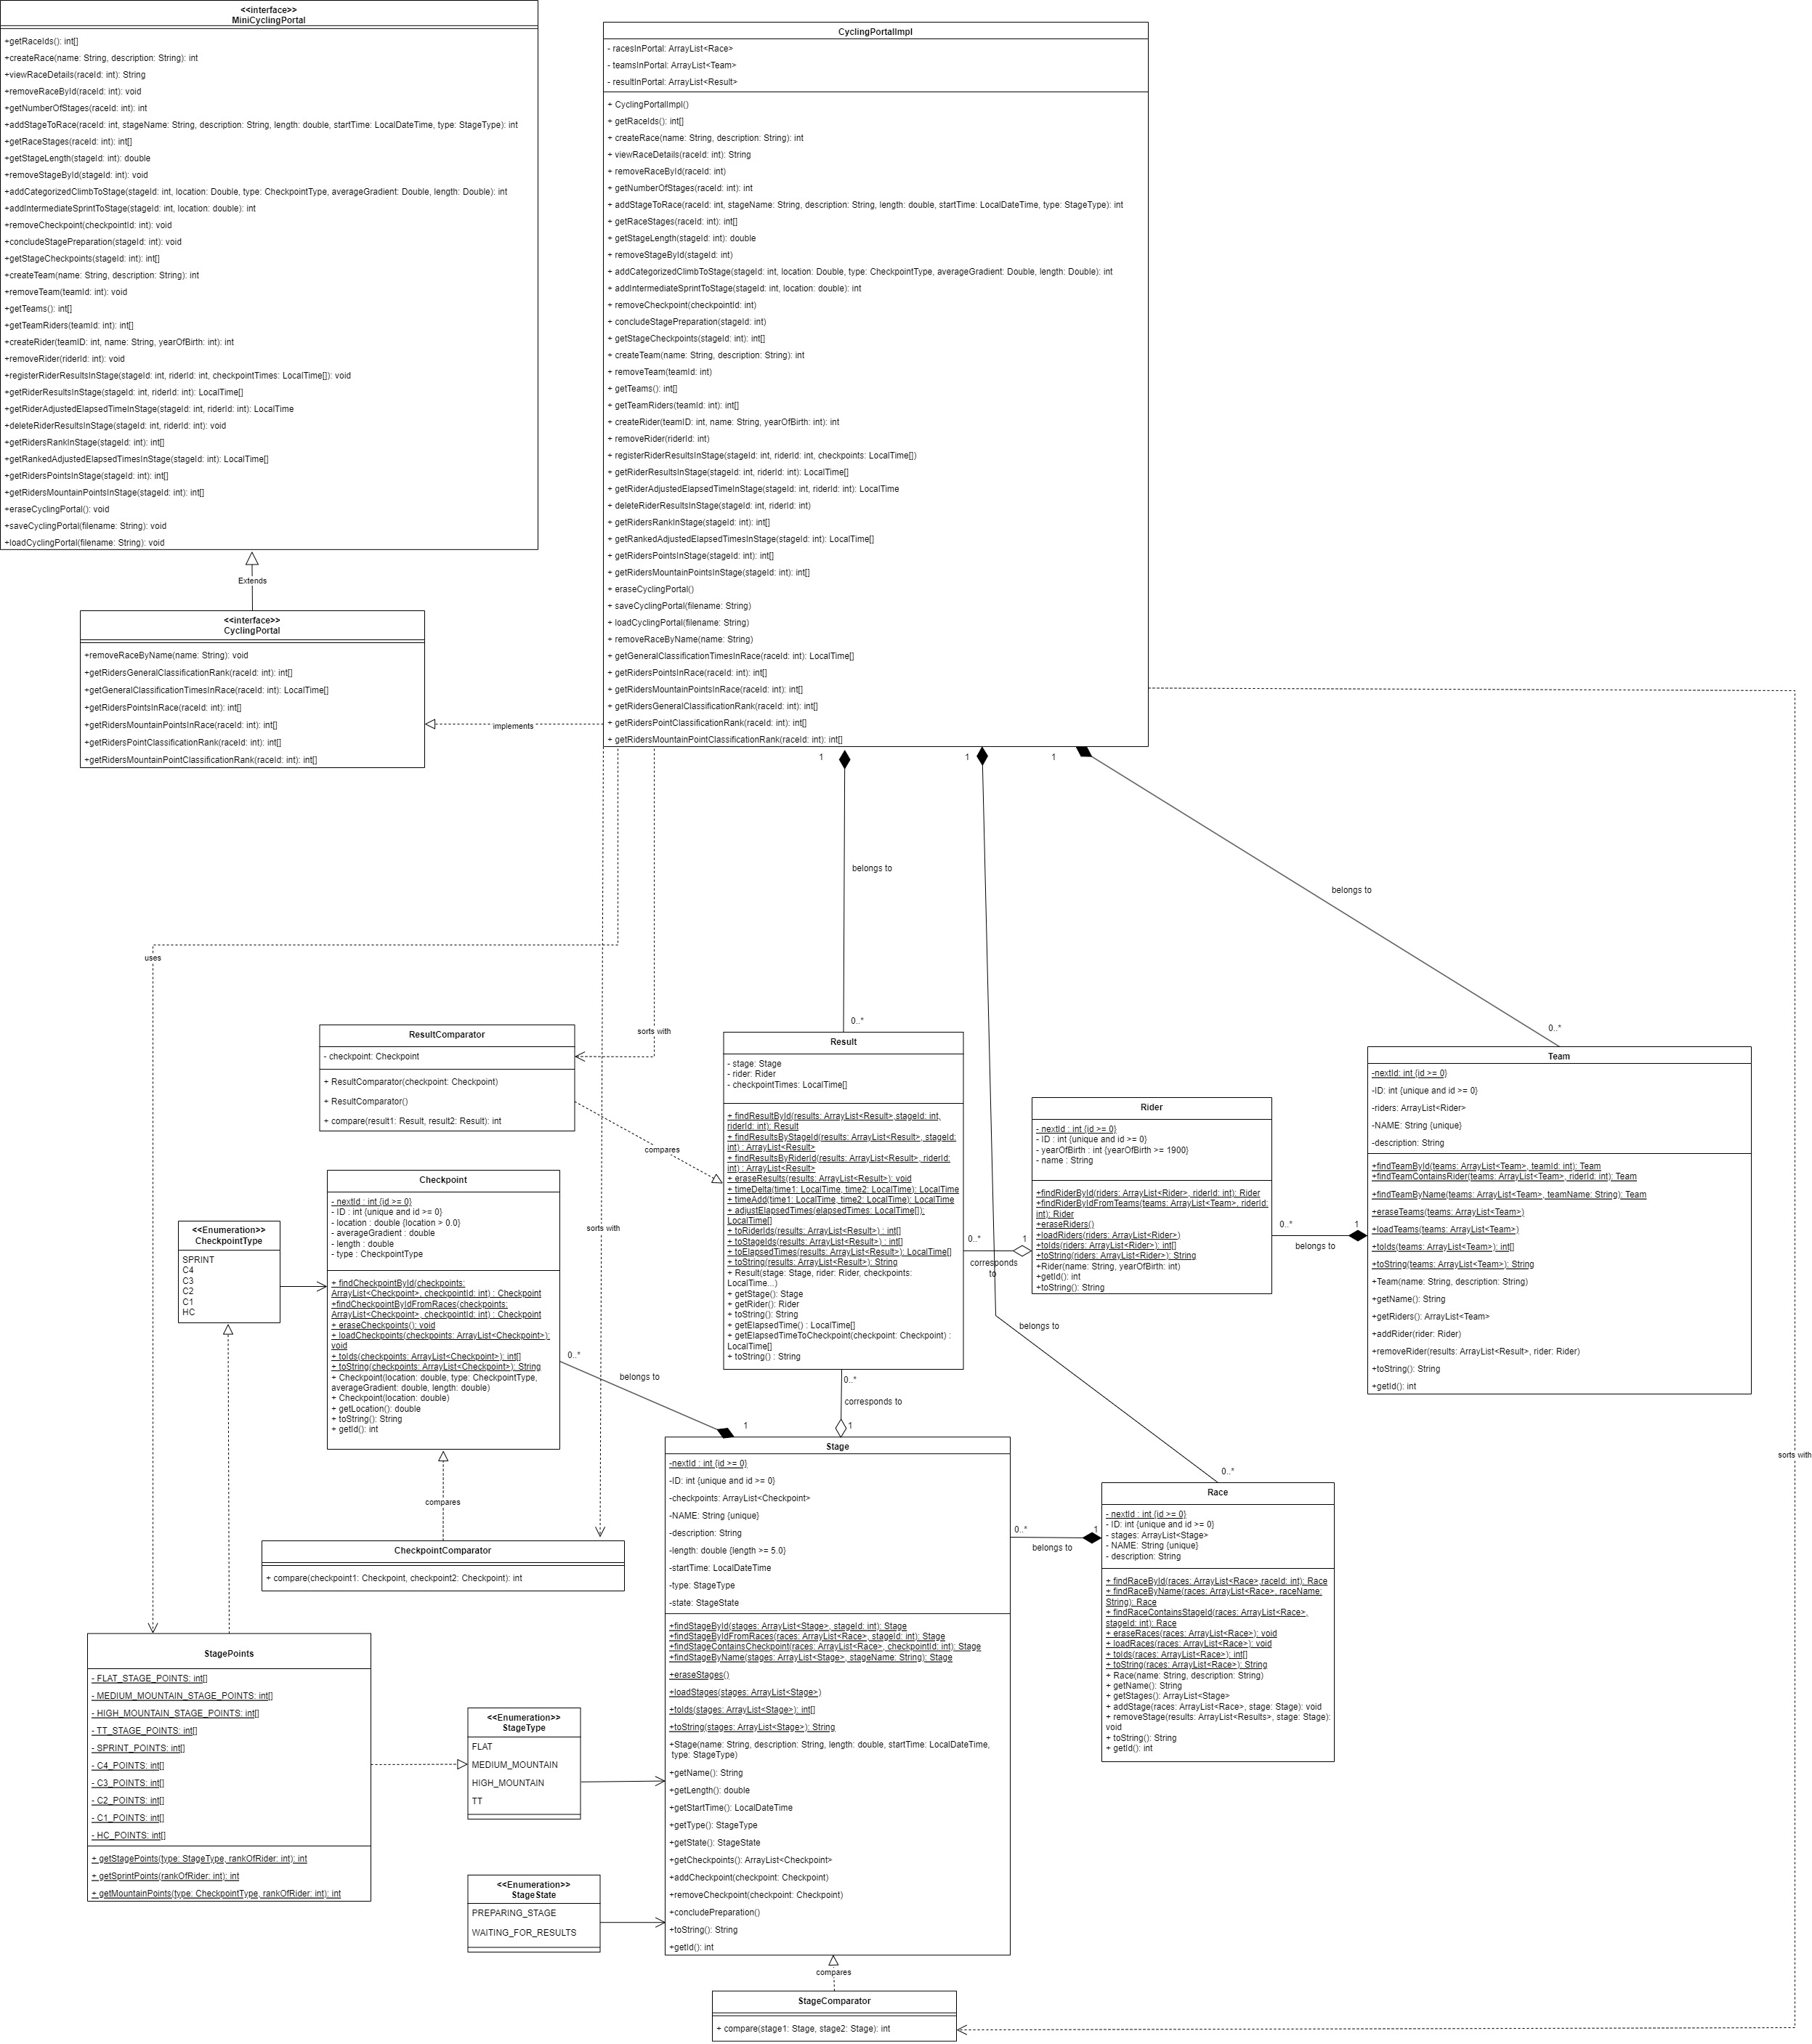 <<interface>>
MiniCyclingPortal
+getRaceIds(): int[]
+createRace(name: String, description: String): int
+viewRaceDetails(raceId: int): String
+removeRaceById(raceId: int): void
+getNumberOfStages(raceId: int): int
+addStageToRace(raceId: int, stageName: String, description: String, length: double, startTime: LocalDateTime, type: StageType): int
+getRaceStages(raceId: int): int[]
+getStageLength(stageId: int): double
+removeStageById(stageId: int): void
+addCategorizedClimbToStage(stageId: int, location: Double, type: CheckpointType, averageGradient: Double, length: Double): int
+addIntermediateSprintToStage(stageId: int, location: double): int
+removeCheckpoint(checkpointId: int): void
+concludeStagePreparation(stageId: int): void
+getStageCheckpoints(stageId: int): int[]
+createTeam(name: String, description: String): int
+removeTeam(teamId: int): void
+getTeams(): int[]
+getTeamRiders(teamId: int): int[]
+createRider(teamID: int, name: String, yearOfBirth: int): int
+removeRider(riderId: int): void
+registerRiderResultsInStage(stageId: int, riderId: int, checkpointTimes: LocalTime[]): void
+getRiderResultsInStage(stageId: int, riderId: int): LocalTime[]
+getRiderAdjustedElapsedTimeInStage(stageId: int, riderId: int): LocalTime
+deleteRiderResultsInStage(stageId: int, riderId: int): void
+getRidersRankInStage(stageId: int): int[]
+getRankedAdjustedElapsedTimesInStage(stageId: int): LocalTime[]
+getRidersPointsInStage(stageId: int): int[]
+getRidersMountainPointsInStage(stageId: int): int[]
+eraseCyclingPortal(): void
+saveCyclingPortal(filename: String): void
+loadCyclingPortal(filename: String): void
Extends
<<interface>>
CyclingPortal
+removeRaceByName(name: String): void
+getRidersGeneralClassificationRank(raceId: int): int[]
+getGeneralClassificationTimesInRace(raceId: int): LocalTime[]
+getRidersPointsInRace(raceId: int): int[]
+getRidersMountainPointsInRace(raceId: int): int[]
+getRidersPointClassificationRank(raceId: int): int[]
+getRidersMountainPointClassificationRank(raceId: int): int[]
implements
CyclingPortalImpl
- racesInPortal: ArrayList<Race>
- teamsInPortal: ArrayList<Team>
- resultInPortal: ArrayList<Result>
+ CyclingPortalImpl()
+ getRaceIds(): int[]
+ createRace(name: String, description: String): int
+ viewRaceDetails(raceId: int): String
+ removeRaceById(raceId: int)
+ getNumberOfStages(raceId: int): int
+ addStageToRace(raceId: int, stageName: String, description: String, length: double, startTime: LocalDateTime, type: StageType): int
+ getRaceStages(raceId: int): int[]
+ getStageLength(stageId: int): double
+ removeStageById(stageId: int)
+ addCategorizedClimbToStage(stageId: int, location: Double, type: CheckpointType, averageGradient: Double, length: Double): int
+ addIntermediateSprintToStage(stageId: int, location: double): int
+ removeCheckpoint(checkpointId: int)
+ concludeStagePreparation(stageId: int)
+ getStageCheckpoints(stageId: int): int[]
+ createTeam(name: String, description: String): int
+ removeTeam(teamId: int)
+ getTeams(): int[]
+ getTeamRiders(teamId: int): int[]
+ createRider(teamID: int, name: String, yearOfBirth: int): int
+ removeRider(riderId: int)
+ registerRiderResultsInStage(stageId: int, riderId: int, checkpoints: LocalTime[])
+ getRiderResultsInStage(stageId: int, riderId: int): LocalTime[]
+ getRiderAdjustedElapsedTimeInStage(stageId: int, riderId: int): LocalTime
+ deleteRiderResultsInStage(stageId: int, riderId: int)
+ getRidersRankInStage(stageId: int): int[]
+ getRankedAdjustedElapsedTimesInStage(stageId: int): LocalTime[]
+ getRidersPointsInStage(stageId: int): int[]
+ getRidersMountainPointsInStage(stageId: int): int[]
+ eraseCyclingPortal()
+ saveCyclingPortal(filename: String)
+ loadCyclingPortal(filename: String)
+ removeRaceByName(name: String)
+ getGeneralClassificationTimesInRace(raceId: int): LocalTime[]
+ getRidersPointsInRace(raceId: int): int[]
+ getRidersMountainPointsInRace(raceId: int): int[]
+ getRidersGeneralClassificationRank(raceId: int): int[]
+ getRidersPointClassificationRank(raceId: int): int[]
+ getRidersMountainPointClassificationRank(raceId: int): int[]
1
1
1
belongs to
belongs to
uses
0..*
0..*
sorts with
ResultComparator
- checkpoint: Checkpoint
+ ResultComparator(checkpoint: Checkpoint)
+ ResultComparator()
+ compare(result1: Result, result2: Result): int
compares
Result
- stage: Stage
- rider: Rider
- checkpointTimes: LocalTime[]
+ findResultById(results: ArrayList<Result>,stageId: int,
riderId: int): Result
+ findResultsByStageId(results: ArrayList<Result>, stageId:
int) : ArrayList<Result>
+ findResultsByRiderId(results: ArrayList<Result>, riderId:
int) : ArrayList<Result>
+ eraseResults(results: ArrayList<Result>): void
+ timeDelta(time1: LocalTime, time2: LocalTime): LocalTime
+ timeAdd(time1: LocalTime, time2: LocalTime): LocalTime
+ adjustElapsedTimes(elapsedTimes: LocalTime[]):
LocalTime[]
+ toRiderIds(results: ArrayList<Result>) : int[]
+ toStageIds(results: ArrayList<Result>) : int[]
+ toElapsedTimes(results: ArrayList<Result>): LocalTime[]
+ toString(results: ArrayList<Result>): String
+ Result(stage: Stage, rider: Rider, checkpoints:
LocalTime...)
+ getStage(): Stage
+ getRider(): Rider
+ toString(): String
+ getElapsedTime() : LocalTime[]
+ getElapsedTimeToCheckpoint(checkpoint: Checkpoint) :
LocalTime[]
+ toString() : String
0..*
1
corresponds
to
Rider
- nextId : int {id >= 0}
- ID : int {unique and id >= 0}
- yearOfBirth : int {yearOfBirth >= 1900}
- name : String
+findRiderById(riders: ArrayList<Rider>, riderId: int): Rider
+findRiderByIdFromTeams(teams: ArrayList<Team>, riderId:
int): Rider
+eraseRiders()
+loadRiders(riders: ArrayList<Rider>)
+toIds(riders: ArrayList<Rider>): int[]
+toString(riders: ArrayList<Rider>): String
+Rider(name: String, yearOfBirth: int)
+getId(): int
+toString(): String
0..*
1
belongs to
Team
-nextId: int {id >= 0}
-ID: int {unique and id >= 0}
-riders: ArrayList<Rider>
-NAME: String {unique}
-description: String
+findTeamById(teams: ArrayList<Team>, teamId: int): Team
+findTeamContainsRider(teams: ArrayList<Team>, riderId: int): Team
+findTeamByName(teams: ArrayList<Team>, teamName: String): Team
+eraseTeams(teams: ArrayList<Team>)
+loadTeams(teams: ArrayList<Team>)
+toIds(teams: ArrayList<Team>): int[]
+toString(teams: ArrayList<Team>): String
+Team(name: String, description: String)
+getName(): String
+getRiders(): ArrayList<Team>
+addRider(rider: Rider)
+removeRider(results: ArrayList<Result>, rider: Rider)
+toString(): String
+getId(): int
sorts with
belongs to
<<Enumeration>>
CheckpointType
SPRINT
C4
C3
C2
C1
HC
Checkpoint
- nextId : int {id >= 0}
- ID : int {unique and id >= 0}
- location : double {location > 0.0}
- averageGradient : double
- length : double
- type : CheckpointType
+ findCheckpointById(checkpoints:
ArrayList<Checkpoint>, checkpointId: int) : Checkpoint
+findCheckpointByIdFromRaces(checkpoints:
ArrayList<Checkpoint>, checkpointId: int) : Checkpoint
+ eraseCheckpoints(): void
+ loadCheckpoints(checkpoints: ArrayList<Checkpoint>):
void
+ toIds(checkpoints: ArrayList<Checkpoint>): int[]
+ toString(checkpoints: ArrayList<Checkpoint>): String
+ Checkpoint(location: double, type: CheckpointType,
averageGradient: double, length: double)
+ Checkpoint(location: double)
+ getLocation(): double
+ toString(): String
+ getId(): int
0..*
belongs to
1
0..*
corresponds to
1
compares
CheckpointComparator
+ compare(checkpoint1: Checkpoint, checkpoint2: Checkpoint): int
sorts with
Stage
-nextId : int {id >= 0}
-ID: int {unique and id >= 0}
-checkpoints: ArrayList<Checkpoint>
-NAME: String {unique}
-description: String
-length: double {length >= 5.0}
-startTime: LocalDateTime
-type: StageType
-state: StageState
+findStageById(stages: ArrayList<Stage>, stageId: int): Stage
+findStageByIdFromRaces(races: ArrayList<Race>, stageId: int): Stage
+findStageContainsCheckpoint(races: ArrayList<Race>, checkpointId: int): Stage
+findStageByName(stages: ArrayList<Stage>, stageName: String): Stage
+eraseStages()
+loadStages(stages: ArrayList<Stage>)
+toIds(stages: ArrayList<Stage>): int[]
+toString(stages: ArrayList<Stage>): String
+Stage(name: String, description: String, length: double, startTime: LocalDateTime,
type: StageType)
+getName(): String
+getLength(): double
+getStartTime(): LocalDateTime
+getType(): StageType
+getState(): StageState
+getCheckpoints(): ArrayList<Checkpoint>
+addCheckpoint(checkpoint: Checkpoint)
+removeCheckpoint(checkpoint: Checkpoint)
+concludePreparation()
+toString(): String
+getId(): int
0..*
1
belongs to
0..*
Race
- nextId : int {id >= 0}
- ID: int {unique and id >= 0}
- stages: ArrayList<Stage>
- NAME: String {unique}
- description: String
+ findRaceById(races: ArrayList<Race>,raceId: int): Race
+ findRaceByName(races: ArrayList<Race>, raceName:
String): Race
+ findRaceContainsStageId(races: ArrayList<Race>,
stageId: int): Race
+ eraseRaces(races: ArrayList<Race>): void
+ loadRaces(races: ArrayList<Race>): void
+ toIds(races: ArrayList<Race>): int[]
+ toString(races: ArrayList<Race>): String
+ Race(name: String, description: String)
+ getName(): String
+ getStages(): ArrayList<Stage>
+ addStage(races: ArrayList<Race>, stage: Stage): void
+ removeStage(results: ArrayList<Results>, stage: Stage):
void
+ toString(): String
+ getId(): int
sorts with
StagePoints
- FLAT_STAGE_POINTS: int[]
- MEDIUM_MOUNTAIN_STAGE_POINTS: int[]
- HIGH_MOUNTAIN_STAGE_POINTS: int[]
- TT_STAGE_POINTS: int[]
- SPRINT_POINTS: int[]
- C4_POINTS: int[]
- C3_POINTS: int[]
- C2_POINTS: int[]
- C1_POINTS: int[]
- HC_POINTS: int[]
+ getStagePoints(type: StageType, rankOfRider: int): int
+ getSprintPoints(rankOfRider: int): int
+ getMountainPoints(type: CheckpointType, rankOfRider: int): int
<<Enumeration>>
StageType
FLAT
MEDIUM_MOUNTAIN
HIGH_MOUNTAIN
TT
<<Enumeration>>
StageState
PREPARING_STAGE
WAITING_FOR_RESULTS
compares
StageComparator
+ compare(stage1: Stage, stage2: Stage): int